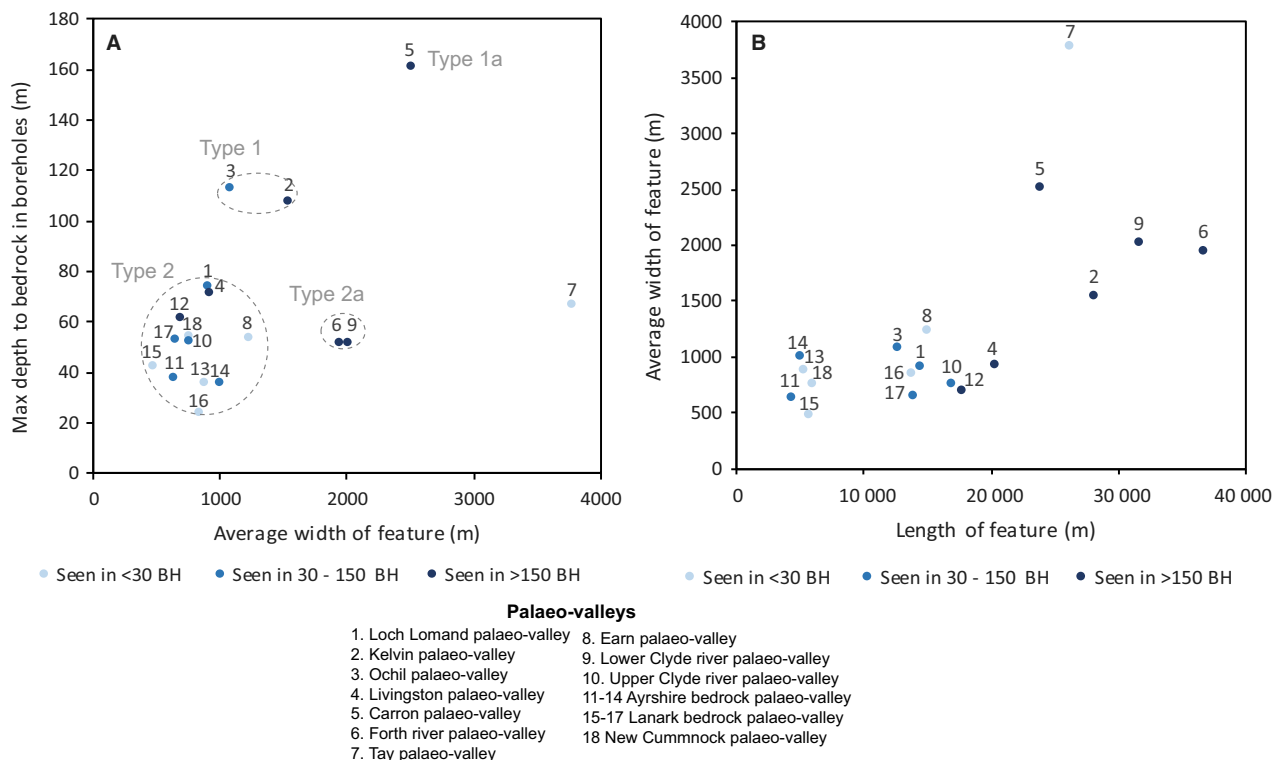 A
Max depth to bedrock in boreholes (m)
180
160
140
120
100
80
60
40
20
0
0 1000 2000 3000 4000
Average width of feature (m)
5
Type 1a
Type 1
3
2
Type 2
1
4
12
18
17
10
8
15
11
13 14
16
Type 2a
6 9
7
Seen in <30 BH Seen in 30 - 150 BH Seen in >150 BH
B
Average width of feature (m)
4000
3500
3000
2500
2000
1500
1000
500
0
0 10 000 20 000 30 000 40 000
Length of feature (m)
7
5
9
6
2
8
3
14
13
1
4
18
16
10
12
11
17
15
Seen in <30 BH Seen in 30 - 150 BH Seen in >150 BH
Palaeo-valleys
1. Loch Lomand palaeo-valley
2. Kelvin palaeo-valley
3. Ochil palaeo-valley
4. Livingston palaeo-valley
5. Carron palaeo-valley
6. Forth river palaeo-valley
7. Tay palaeo-valley
8. Earn palaeo-valley
9. Lower Clyde river palaeo-valley
10. Upper Clyde river palaeo-valley
11-14 Ayrshire bedrock palaeo-valley
15-17 Lanark bedrock palaeo-valley
18 New Cummnock palaeo-valley